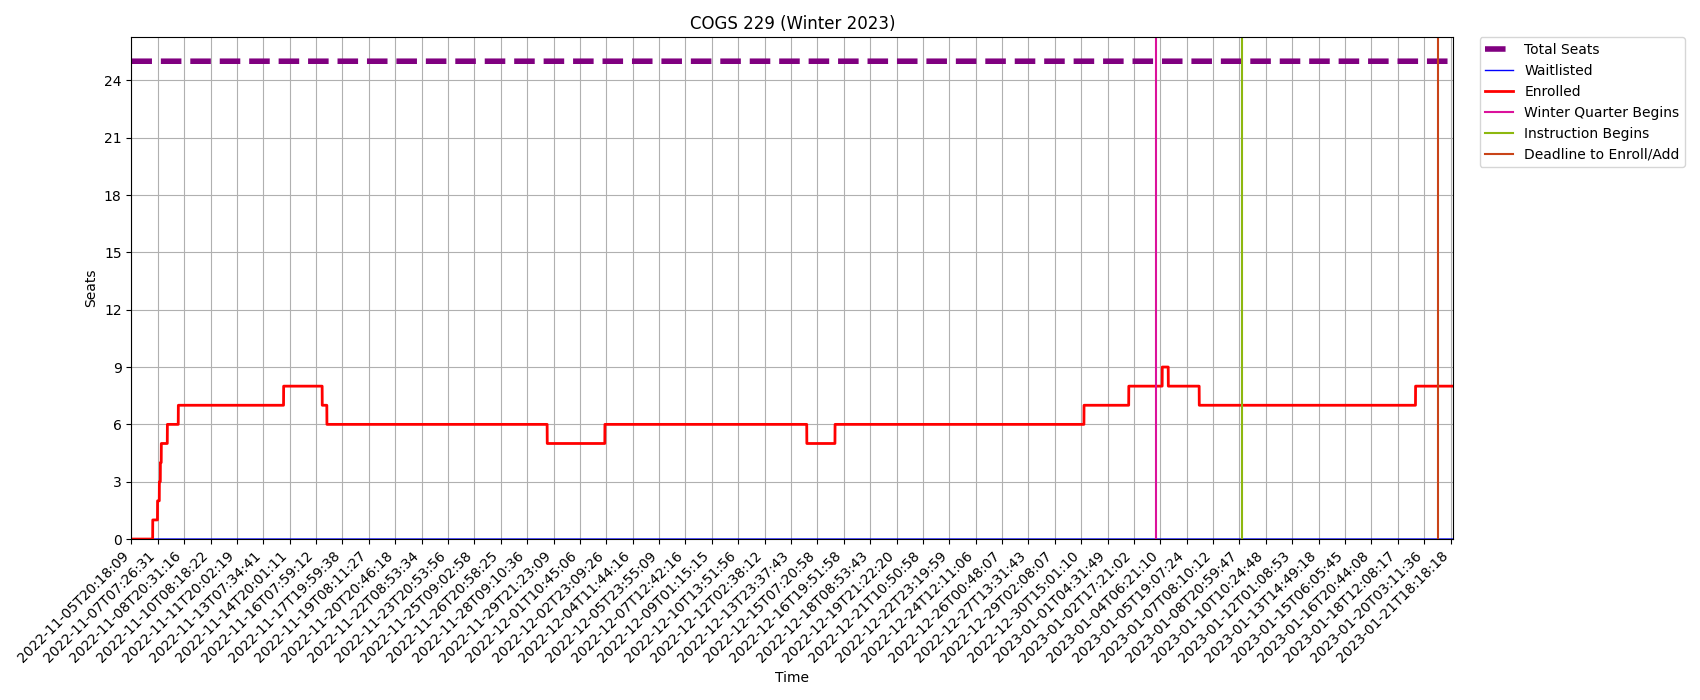 COGS 229 (Winter 2023)
Total Seats
Waitlisted
Enrolled
Winter Quarter Begins
Instruction Begins
Deadline to Enroll/Add
Seats
24
21
18
15
12
9
6
3
0
2022-11-05T20:18:09
2022-11-07T07:26:31
2022-11-08T20:31:16
2022-11-10T08:18:22
2022-11-11T20:02:19
2022-11-13T07:34:41
2022-11-14T20:01:11
2022-11-16T07:59:12
2022-11-17T19:59:38
2022-11-19T08:11:27
2022-11-20T20:46:18
2022-11-22T08:53:34
2022-11-23T20:53:56
2022-11-25T09:02:58
2022-11-26T20:58:25
2022-11-28T09:10:36
2022-11-29T21:23:09
2022-12-01T10:45:06
2022-12-02T23:09:26
2022-12-04T11:44:16
2022-12-05T23:55:09
2022-12-07T12:42:16
2022-12-09T01:15:15
2022-12-10T13:51:56
2022-12-12T02:38:12
2022-12-13T23:37:43
2022-12-15T07:20:58
2022-12-16T19:51:58
2022-12-18T08:53:43
2022-12-19T21:22:20
2022-12-21T10:50:58
2022-12-22T23:19:59
2022-12-24T12:11:06
2022-12-26T00:48:07
2022-12-27T13:31:43
2022-12-29T02:08:07
2022-12-30T15:01:10
2023-01-01T04:31:49
2023-01-02T17:21:02
2023-01-04T06:21:10
2023-01-05T19:07:24
2023-01-07T08:10:12
2023-01-08T20:59:47
2023-01-10T10:24:48
2023-01-12T01:08:53
2023-01-13T14:49:18
2023-01-15T06:05:45
2023-01-16T20:44:08
2023-01-18T12:08:17
2023-01-20T03:11:36
2023-01-21T18:18:18
Time